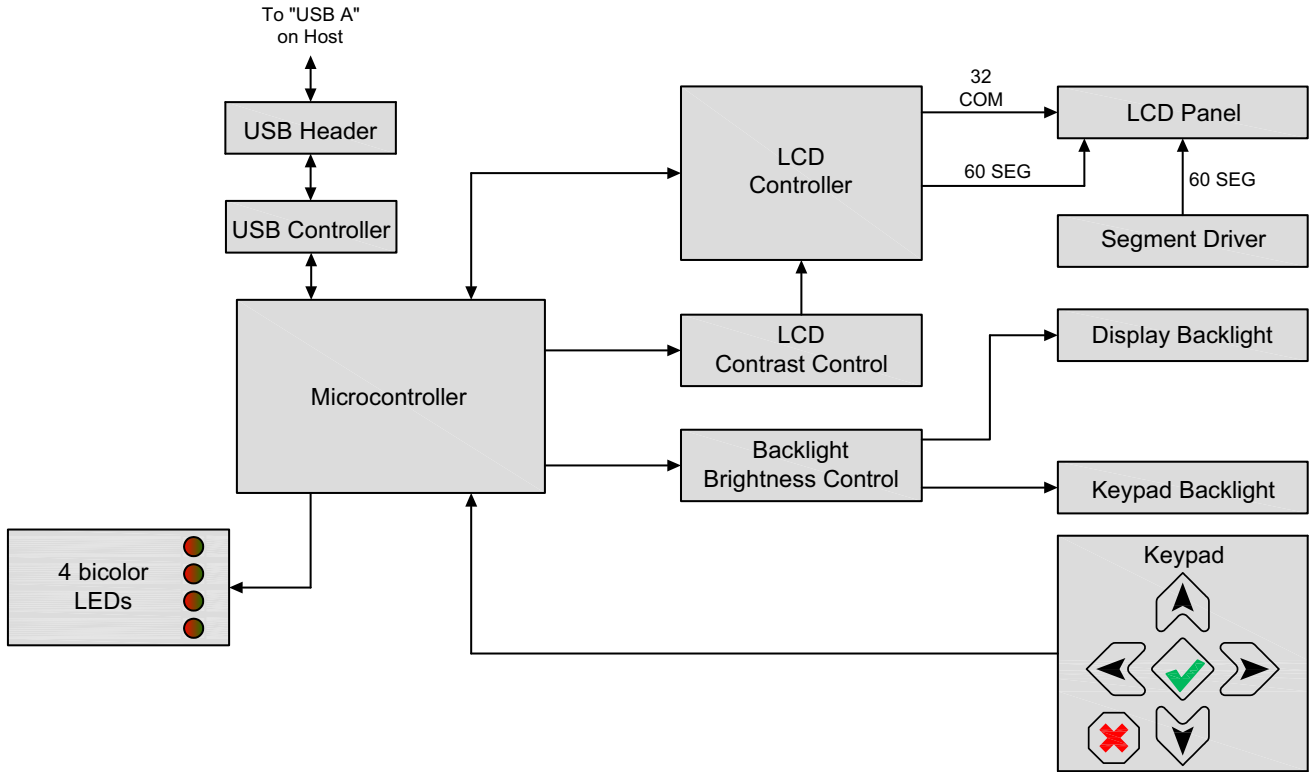 To "USB A"
on Host
USB Header
USB Controller
Microcontroller
4 bicolor
LEDs
LCD
Controller
32
COM
60 SEG
LCD Panel
60 SEG
Segment Driver
LCD
Contrast Control
Backlight
Brightness Control
Display Backlight
Keypad Backlight
Keypad